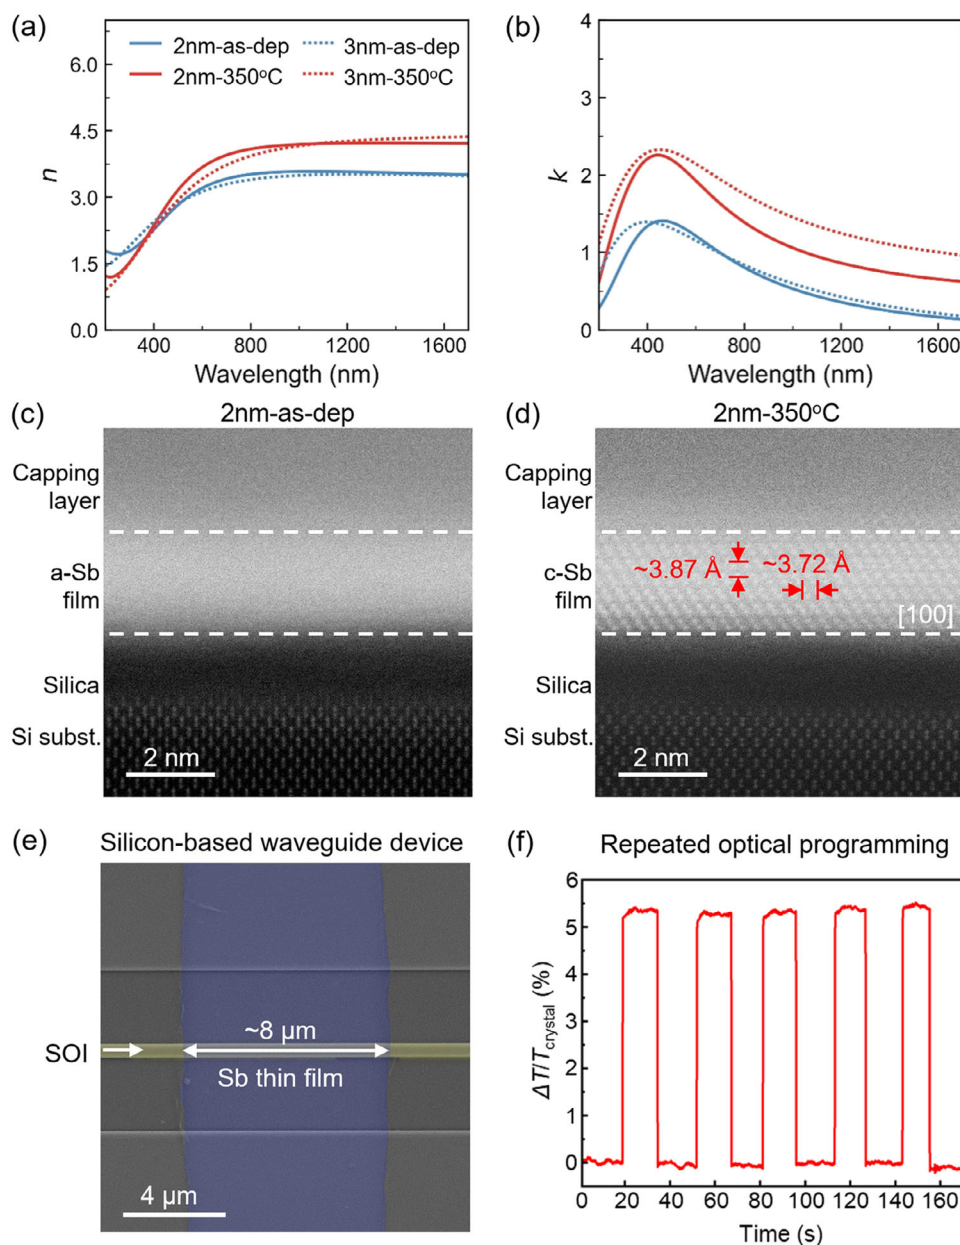 (a)
6.0
4.5
3.0
1.5
0.0
n
2nm-as-dep
3nm-as-dep
2nm-350°C
3nm-350°C
400
800
1200
1600
Wavelength (nm)
(b)
4
3
2
1
0
k
400
800
1200
1600
Wavelength (nm)
(c)
2nm-as-dep
Capping
layer
a-Sb
film
Silica
Si subst.
2 nm
(d)
2nm-350°C
Capping
layer
c-Sb
film
Silica
Si subst.
~3.87 Å
~3.72 Å
[100]
2 nm
(e)
Silicon-based waveguide device
SOI
~8 µm
Sb thin film
4 µm
(f)
Repeated optical programming
6
5
4
3
2
1
0
ΔT/Tcrystal (%)
0
20
40
60
80
100
120
140
160
Time (s)